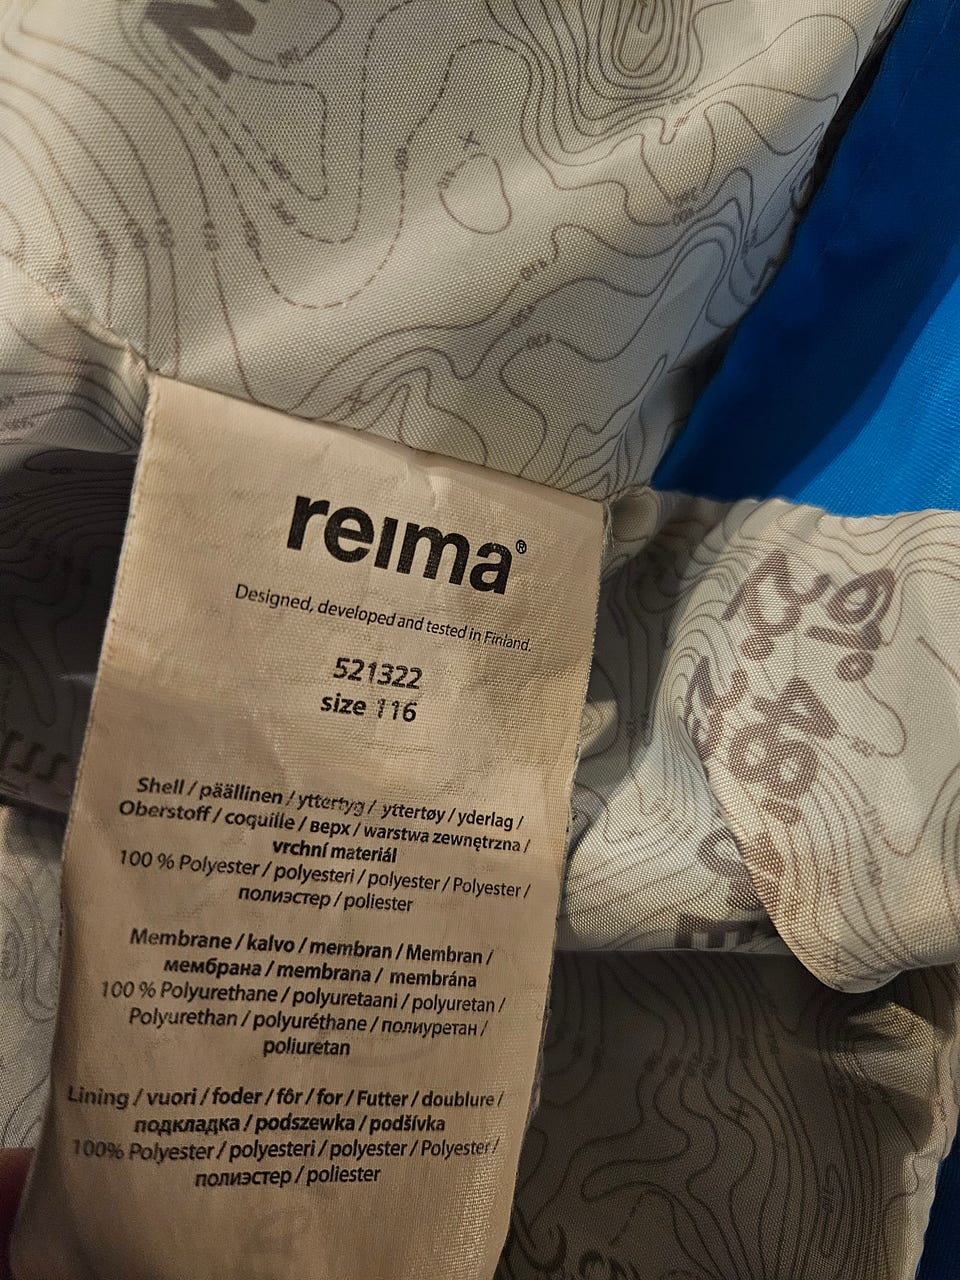 reima®
Designed, developed and tested in Finland.
521322
size 116
Shell / päällinen / yttertyg / yttertøy / yderlag /
Oberstoff / coquille / верх / warstwa zewnętrzna /
vrchní materiál
100 % Polyester / polyesteri / polyester / Polyester /
полиэстер / poliester
Membrane / kalvo / membran / Membran /
мембрана / membrana / membrána
100 % Polyurethane / polyuretaani / polyuretan /
Polyurethan / polyuréthane / полиуретан /
poliuretan
Lining / vuori / foder / fôr / for / Futter / doublure /
подкладка / podszewka / podšívka
100% Polyester / polyesteri / polyester / Polyester /
полиэстер / poliester